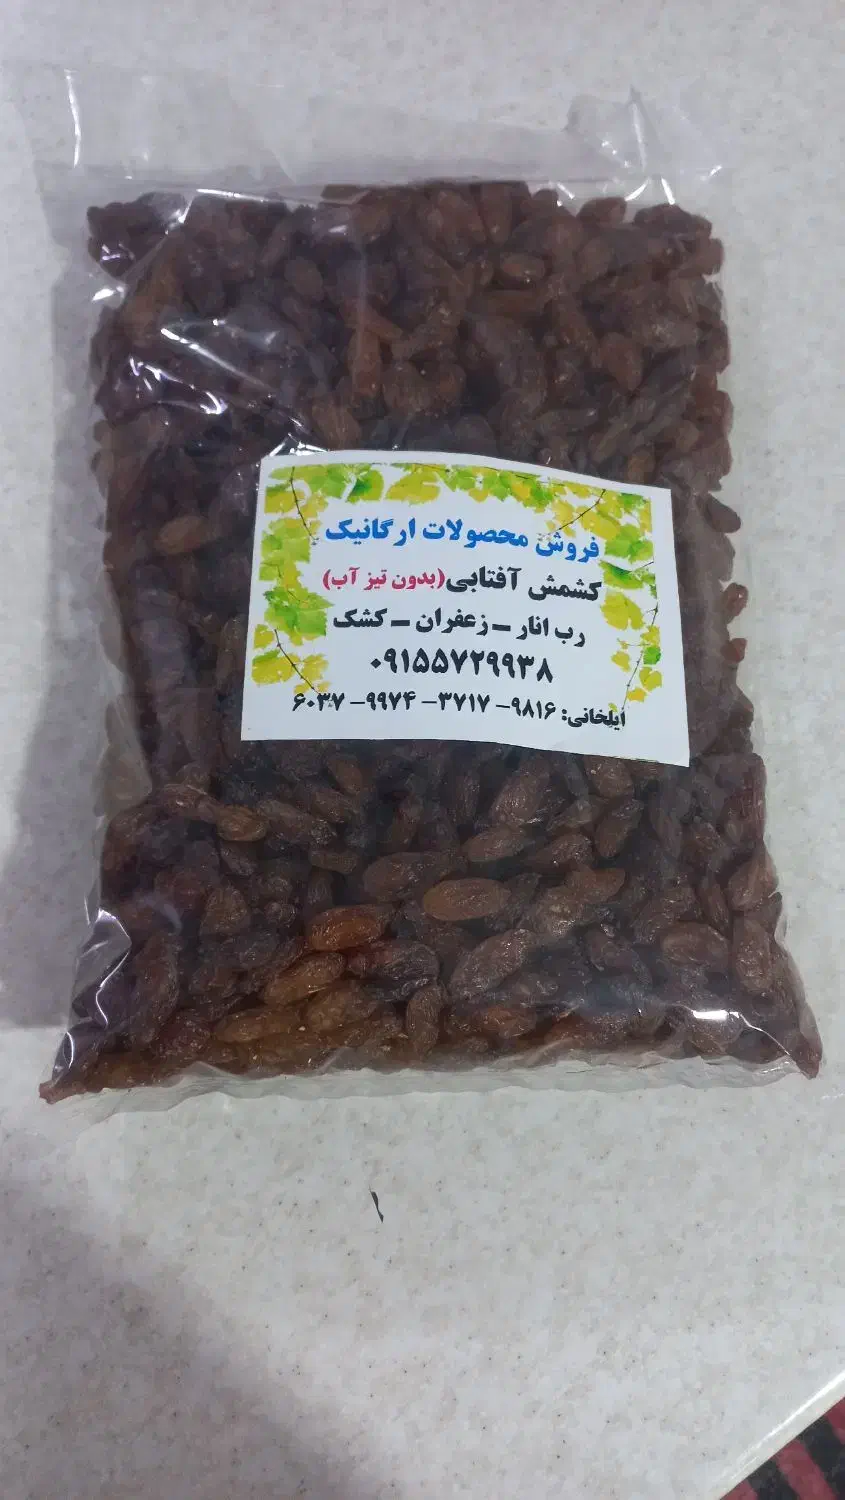 فروش محصولات ارگانیک
کشمش آفتابی(بدون تیز آب)
رب انار - زعفران - کشک
۰۹۱۵۵۷۲۹۹۳۸
ایلخانی: ۹۸۱۶- ۳۷۱۷- ۹۹۷۴- ۶۰۳۷